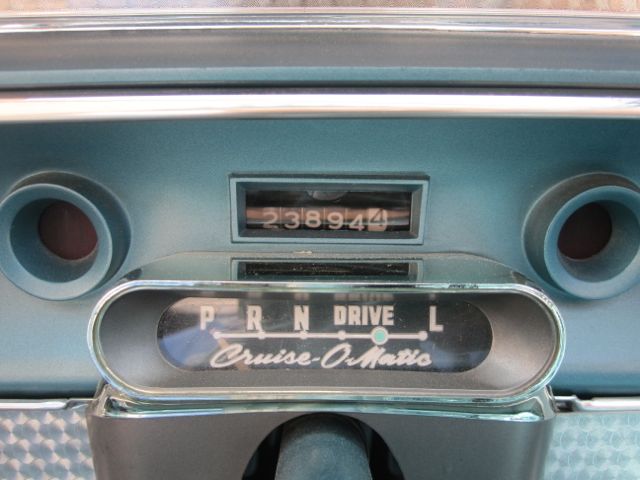 238944
P R N DRIVE L
Cruise-O-Matic